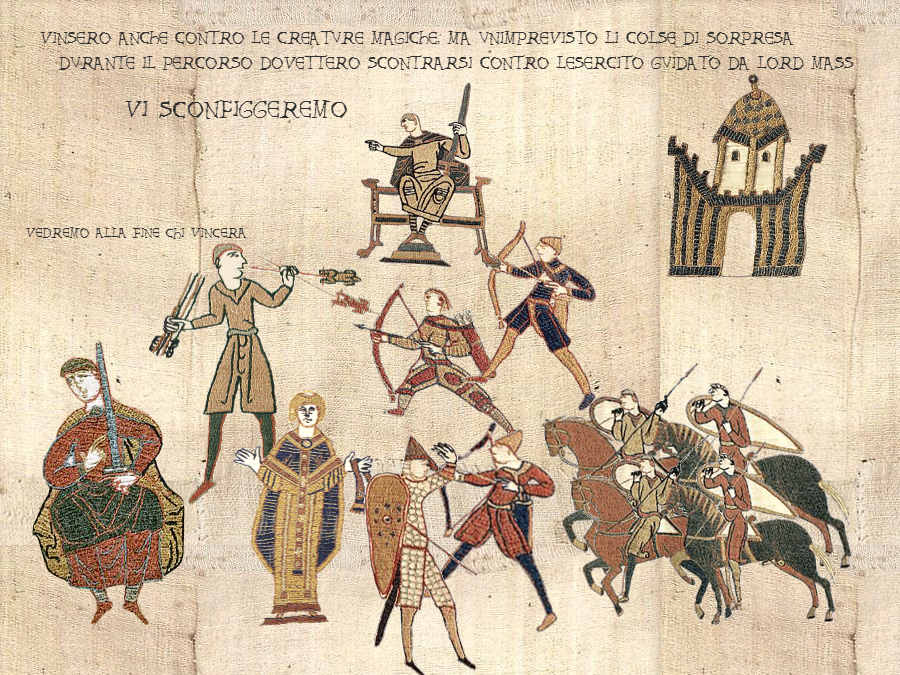 VINSERO ANCHE CONTRO LE CREATVRE MAGICHE, MA VNIMPREVISTO LI COLSE DI SORPRESA
DVRANTE IL PERCORSO DOVETTERO SCONTRARSI CONTRO LESERCITO GVIDATO DA LORD MASS
VI SCONFIGGEREMO
VEDREMO ALLA FINE CHI VINCERA